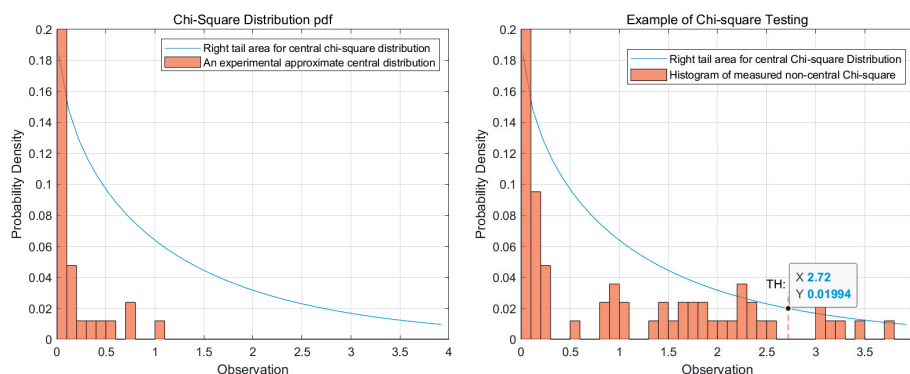 Chi-Square Distribution pdf
Right tail area for central chi-square distribution
An experimental approximate central distribution
Probability Density
0.2
0.18
0.16
0.14
0.12
0.1
0.08
0.06
0.04
0.02
0
0 0.5 1 1.5 2 2.5 3 3.5 4
Observation
Example of Chi-square Testing
Right tail area for central Chi-square Distribution
Histogram of measured non-central Chi-square
Probability Density
0.2
0.18
0.16
0.14
0.12
0.1
0.08
0.06
0.04
0.02
0
TH:
X 2.72
Y 0.01994
0 0.5 1 1.5 2 2.5 3 3.5
Observation